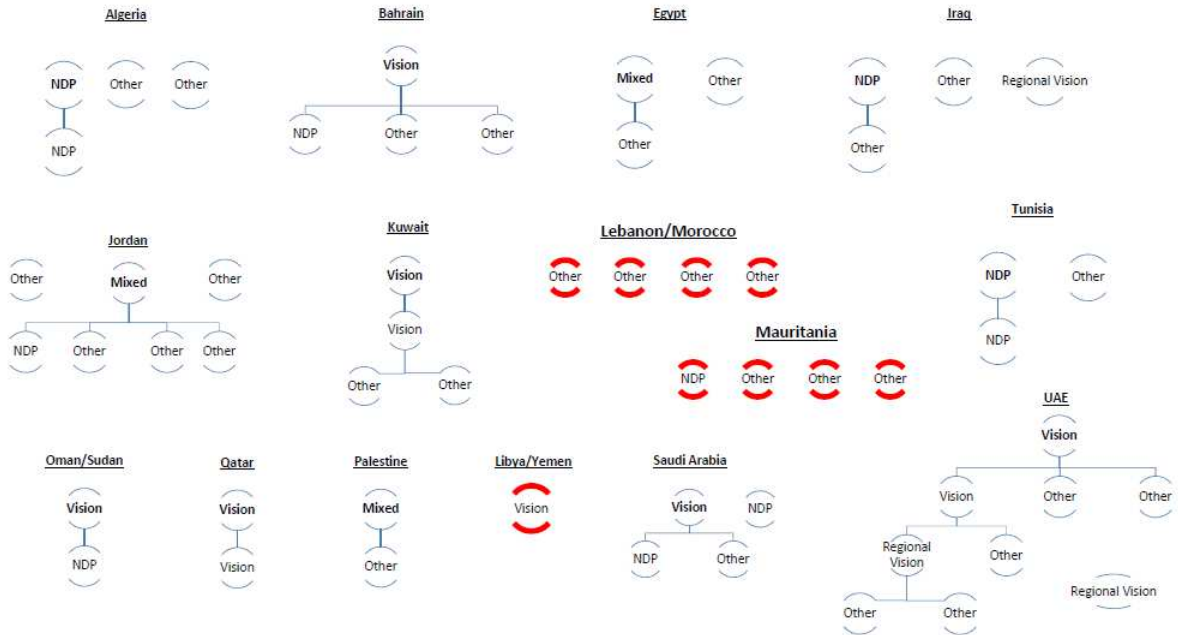 Algeria
NDP
Other
Other
NDP
Bahrain
Vision
NDP
Other
Other
Egypt
Mixed
Other
Other
Iraq
NDP
Other
Regional Vision
Other
Jordan
Other
Mixed
Other
NDP
Other
Other
Other
Kuwait
Vision
Vision
Other
Other
Lebanon/Morocco
Other
Other
Other
Other
Mauritania
NDP
Other
Other
Other
Tunisia
NDP
Other
NDP
Oman/Sudan
Vision
NDP
Qatar
Vision
Vision
Palestine
Mixed
Other
Libya/Yemen
Vision
Saudi Arabia
Vision
NDP
NDP
Other
UAE
Vision
Vision
Other
Other
Regional
Vision
Other
Other
Other
Regional Vision